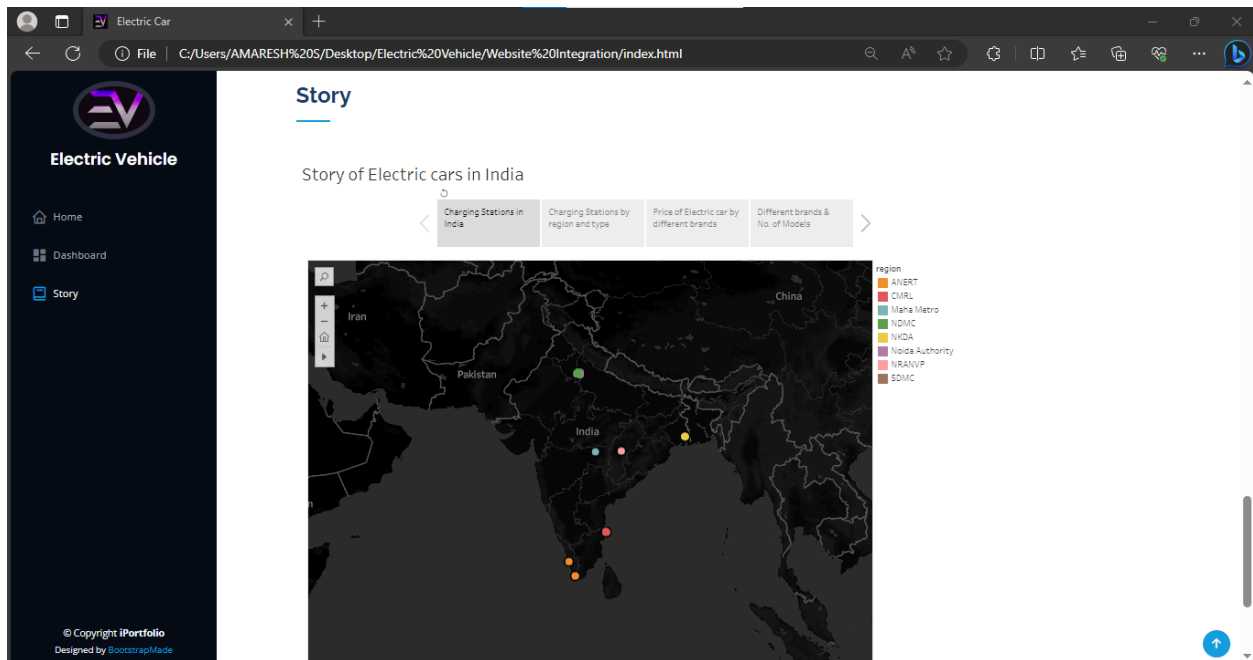 Electric Car
File
C:/Users/AMARESH%20S/Desktop/Electric%20Vehicle/Website%20Integration/index.html
EV
Electric Vehicle
Home
Dashboard
Story
© Copyright iPortfolio
Designed by BootstrapMade
Story
Story of Electric cars in India
Charging Stations in
India
Charging Stations by
region and type
Price of Electric car by
different brands
Different brands &
No. of Models
Iran
Pakistan
China
India
n
region
ANERT
CMRL
Maha Metro
NDMC
NKDA
Noida Authority
NRANVP
SDMC